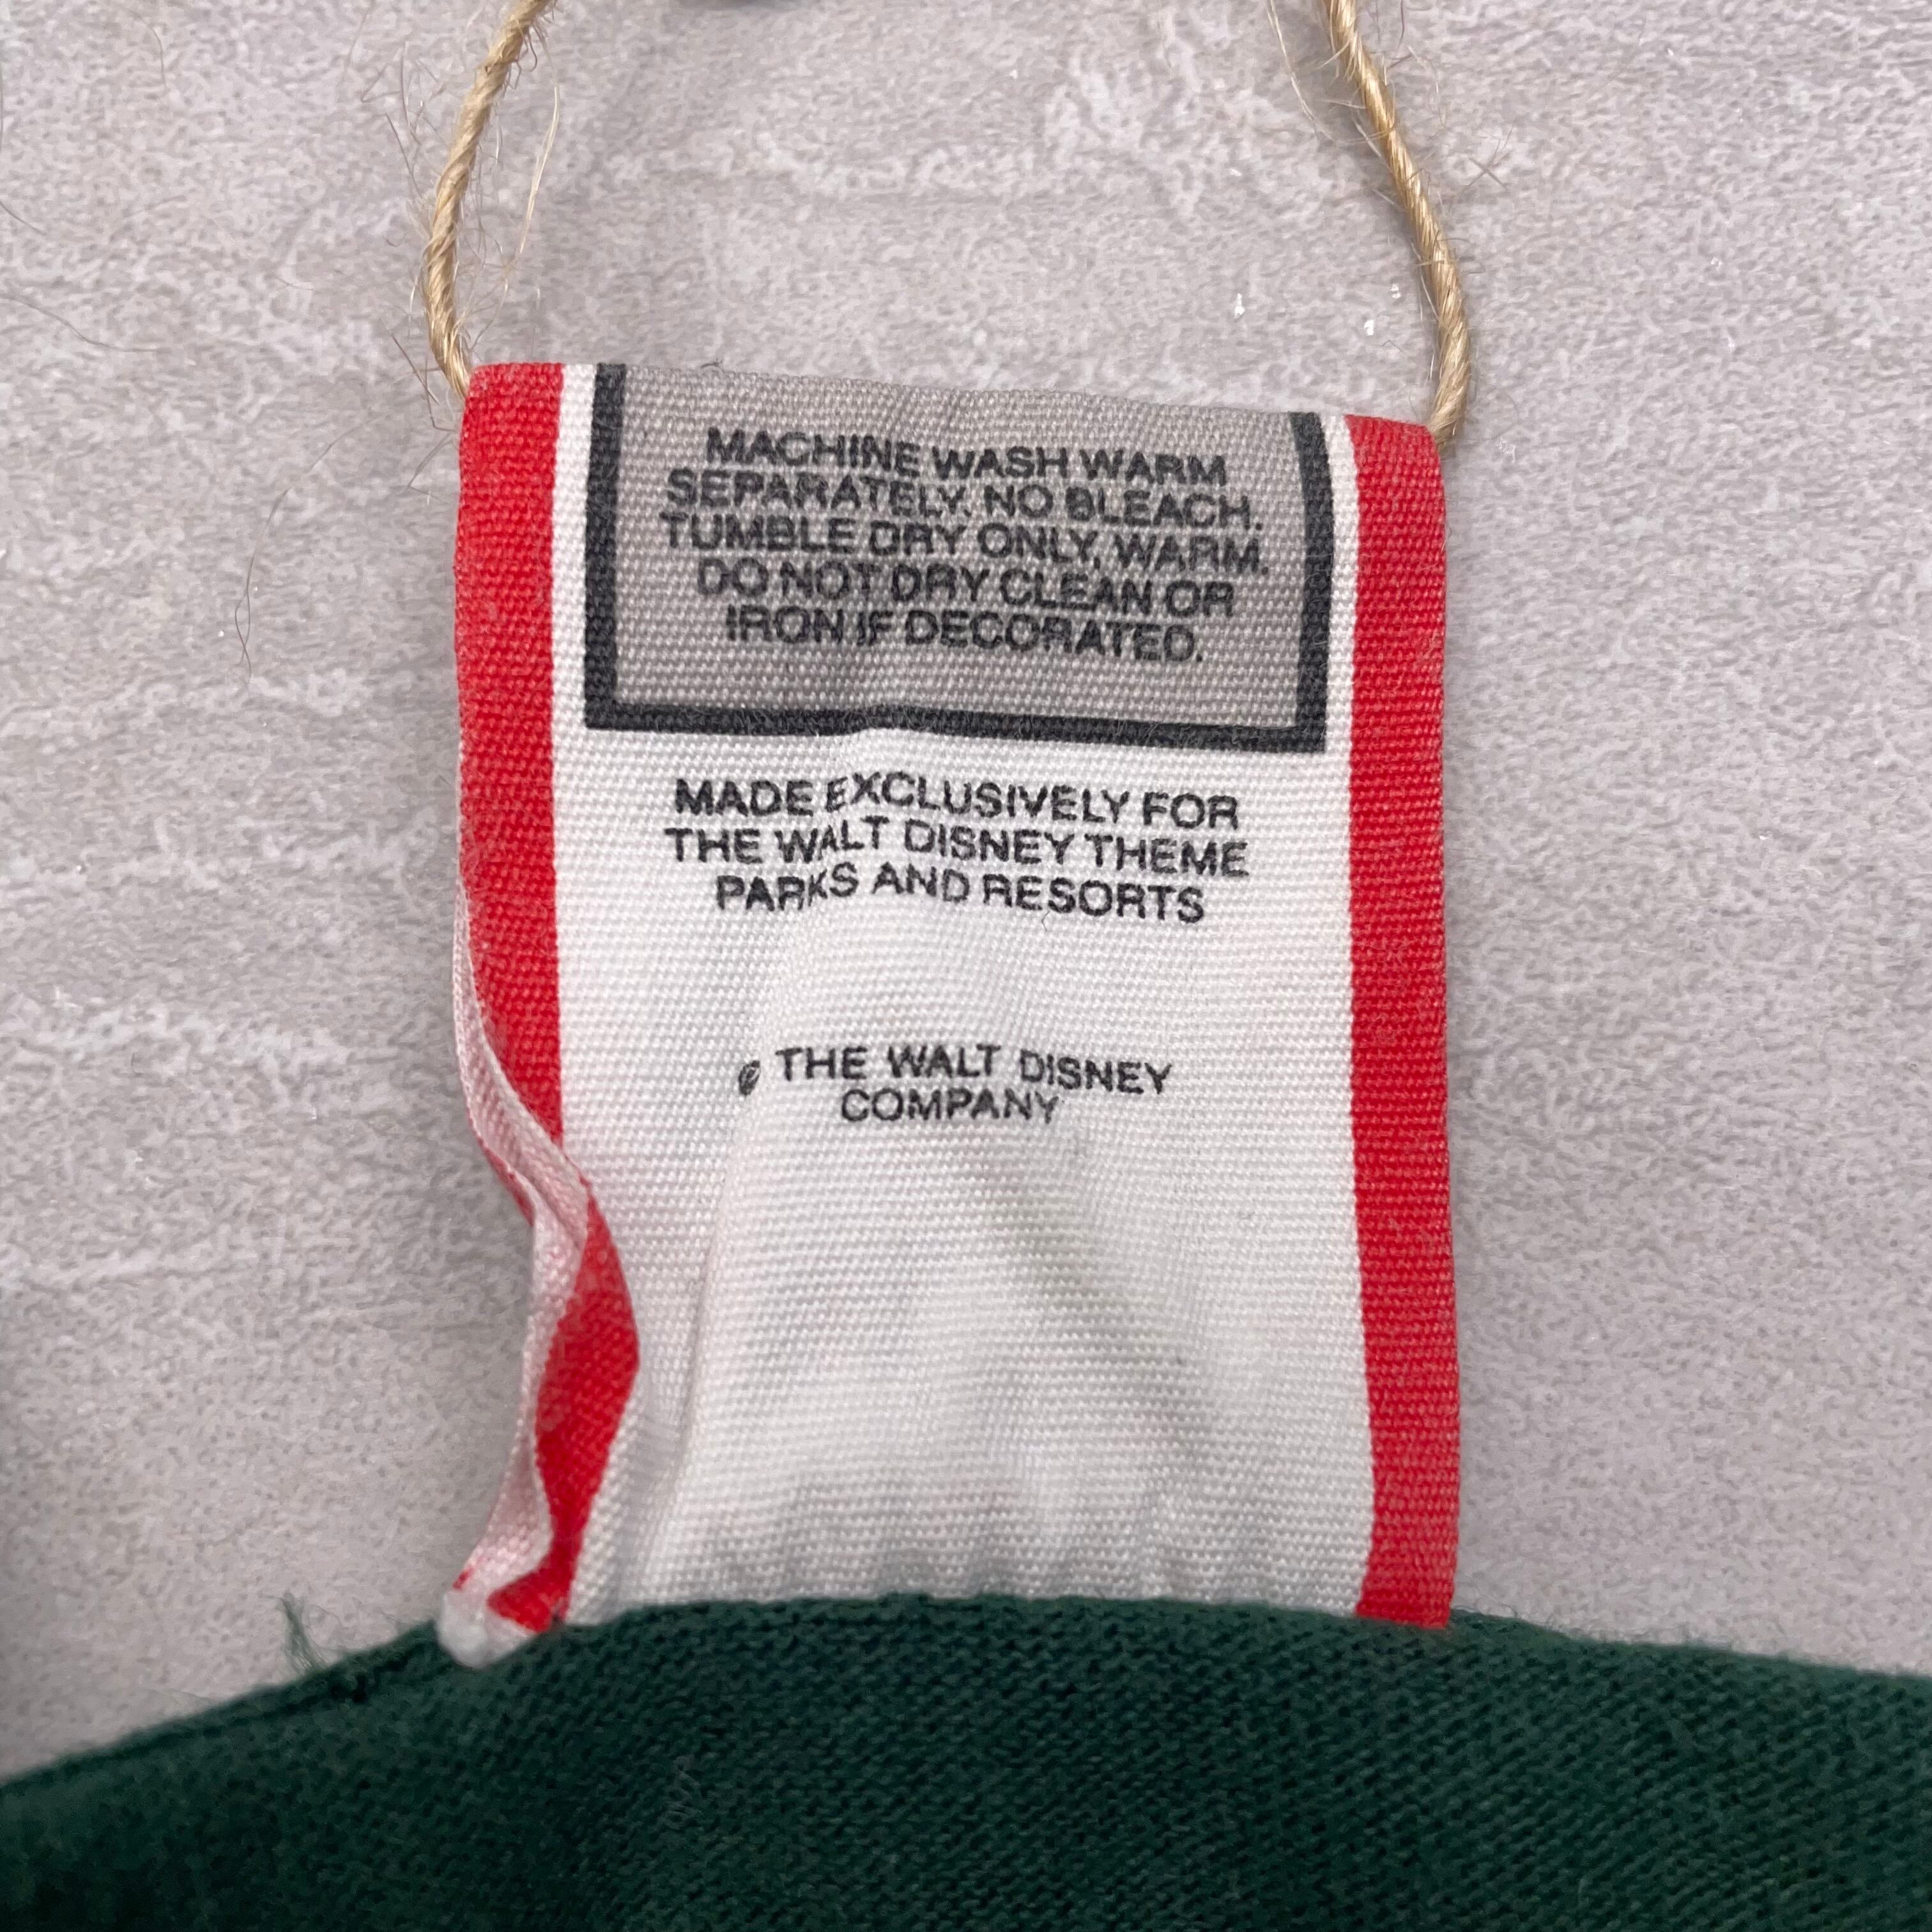 MACHINE WASH WARM
SEPARATELY. NO BLEACH.
TUMBLE DRY ONLY, WARM.
DO NOT DRY CLEAN OR
IRON IF DECORATED.
MADE EXCLUSIVELY FOR
THE WALT DISNEY THEME
PARKS AND RESORTS
© THE WALT DISNEY
COMPANY